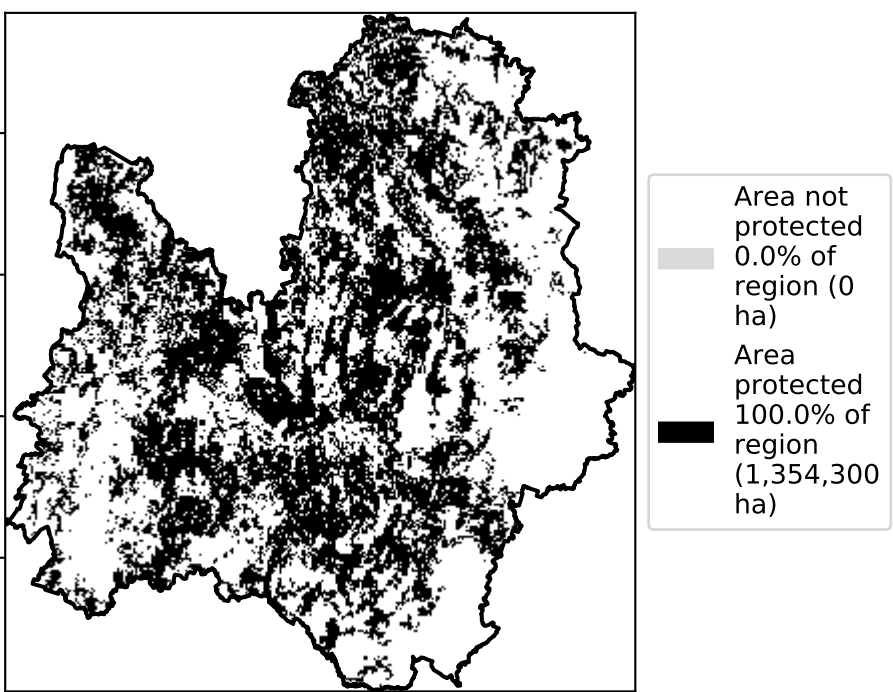 Area not
protected
0.0% of
region (0
ha)
Area
protected
100.0% of
region
(1,354,300
ha)